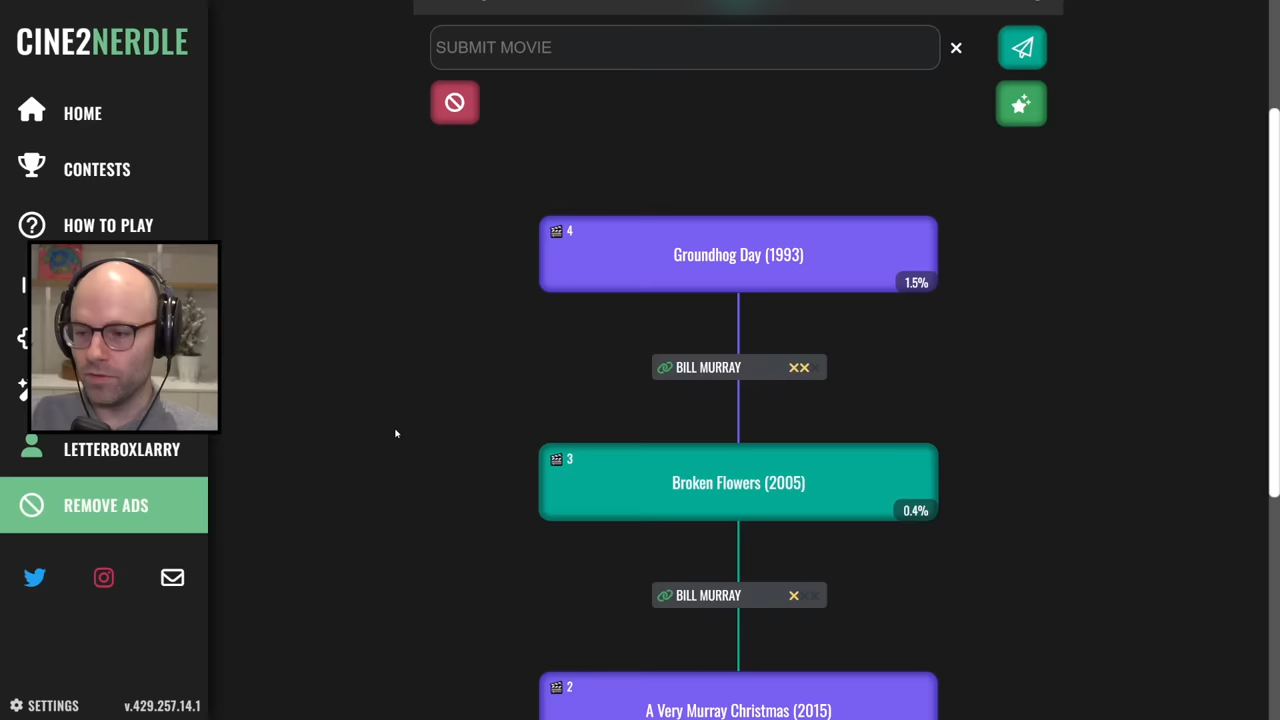 CINE2NERDLE
HOME
CONTESTS
HOW TO PLAY
LETTERBOXLARRY
REMOVE ADS
SETTINGS
v.429.257.14.1
SUBMIT MOVIE
4
Groundhog Day (1993)
1.5%
BILL MURRAY
3
Broken Flowers (2005)
0.4%
BILL MURRAY
2
A Very Murray Christmas (2015)